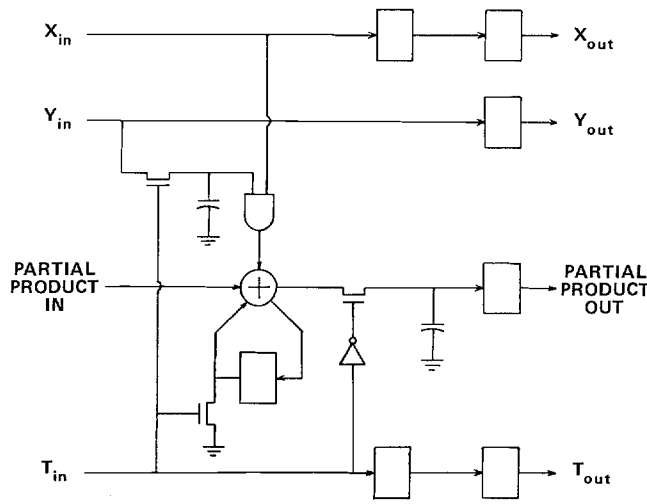 X_in
X_out
Y_in
Y_out
PARTIAL
PRODUCT
IN
PARTIAL
PRODUCT
OUT
T_in
T_out